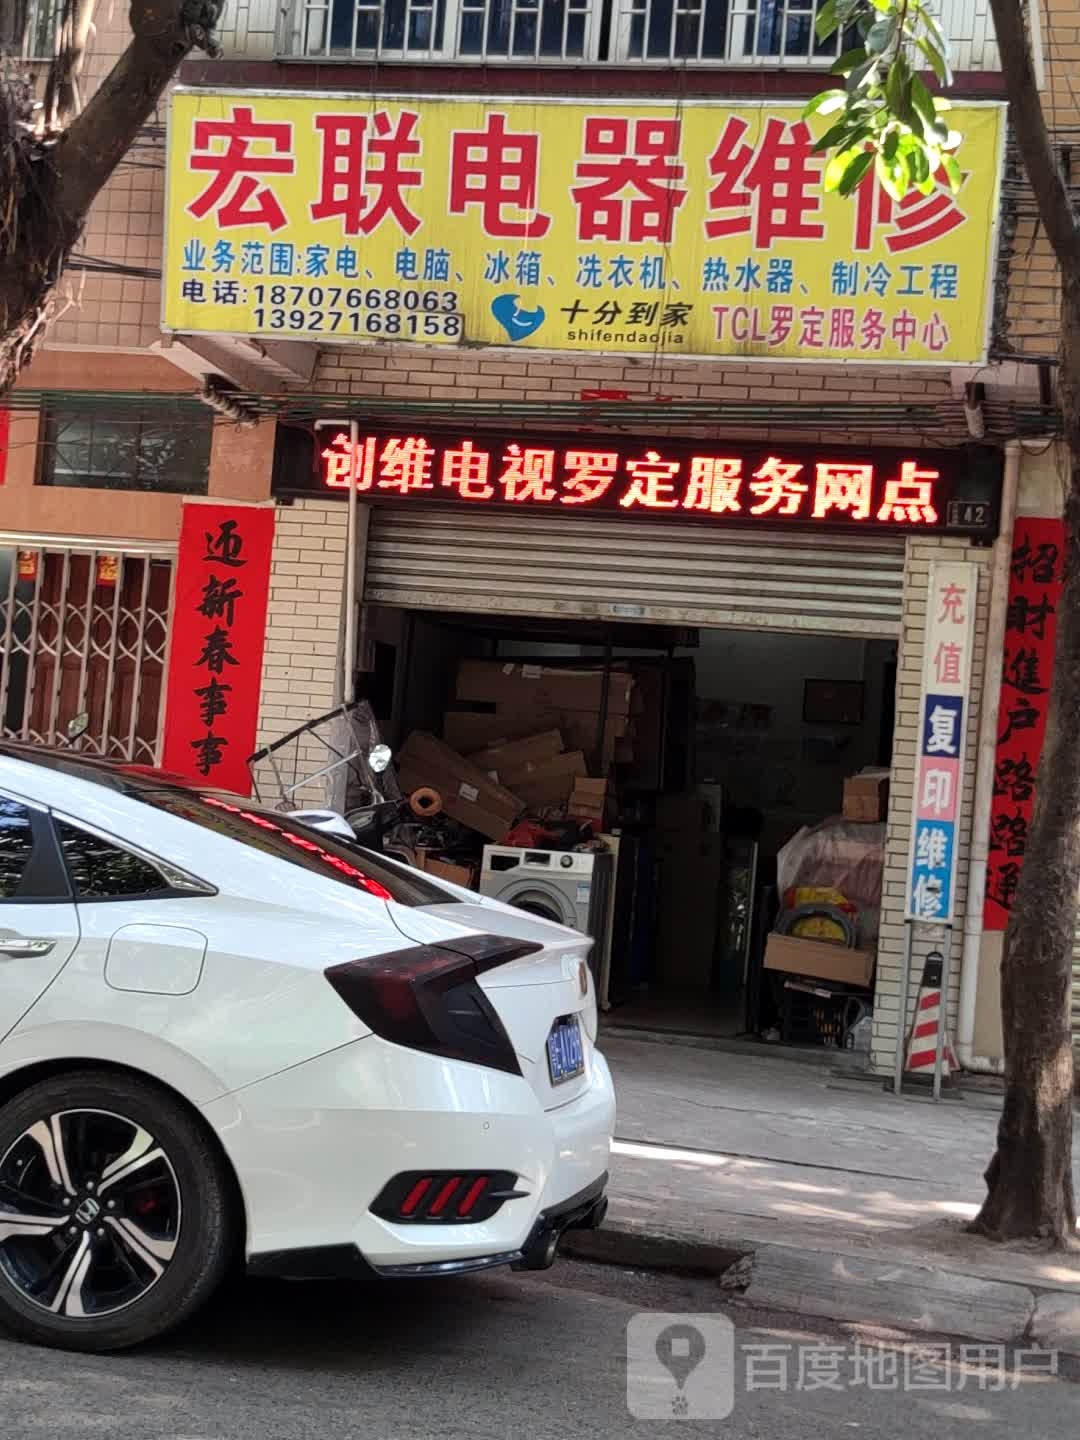 宏联电器维修
业务范围:家电、电脑、冰箱、洗衣机、热水器、制冷工程
电话:18707668063
13927168158
十分到家
shifendaojia
TCL罗定服务中心
创维电视罗定服务网点
42
迎新春事事
招财進户路路通
充值
复印
维修
百度地图用户